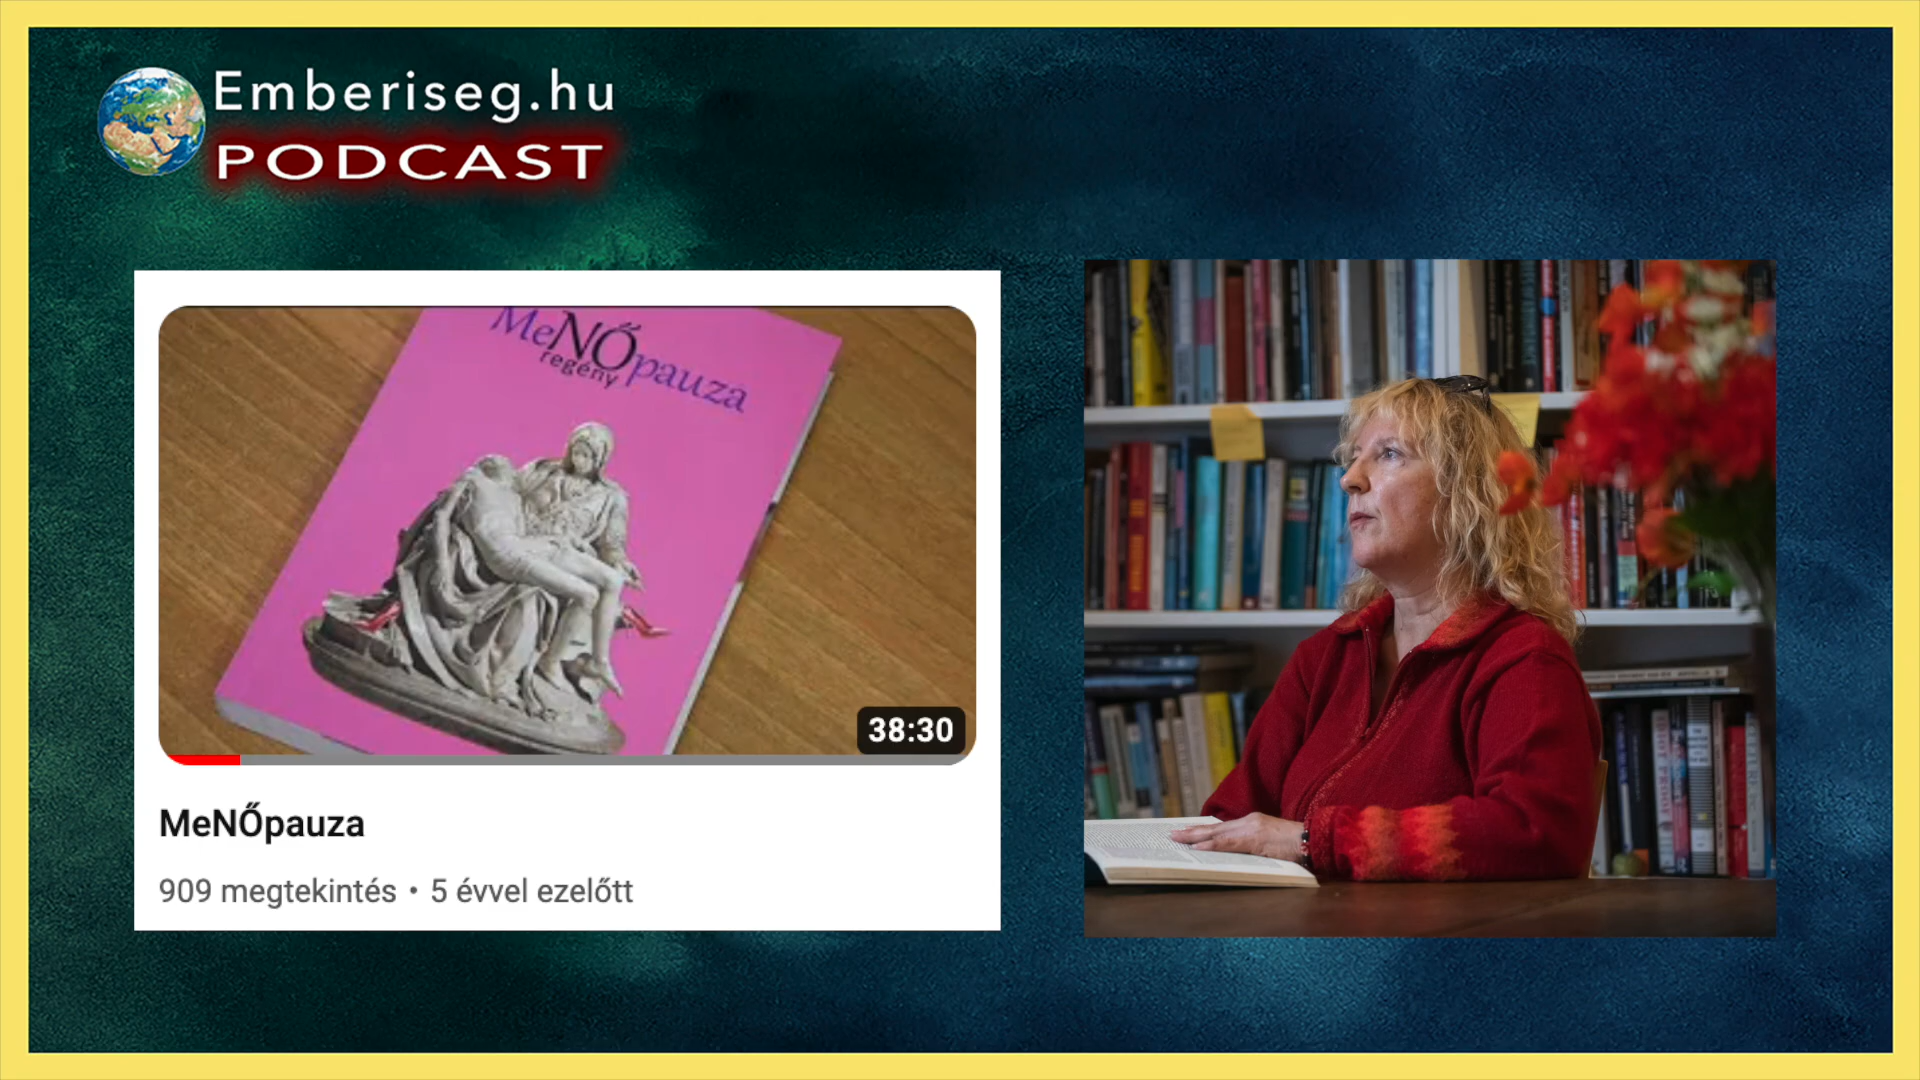 Emberiseg.hu
PODCAST
MeNŐpauza
regény
38:30
MeNŐpauza
909 megtekintés • 5 évvel ezelőtt